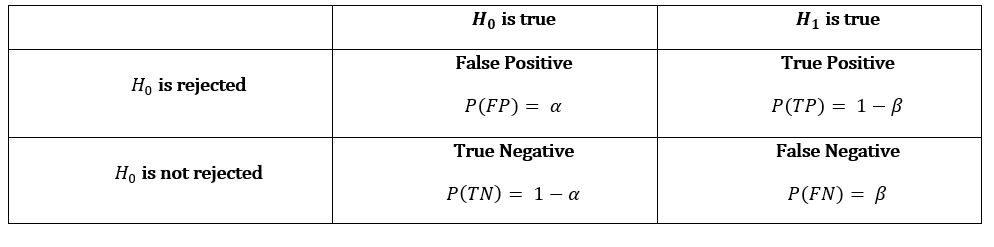 H₀ is true
H₁ is true
H₀ is rejected
False Positive
P(FP) = α
True Positive
P(TP) = 1 − β
H₀ is not rejected
True Negative
P(TN) = 1 − α
False Negative
P(FN) = β